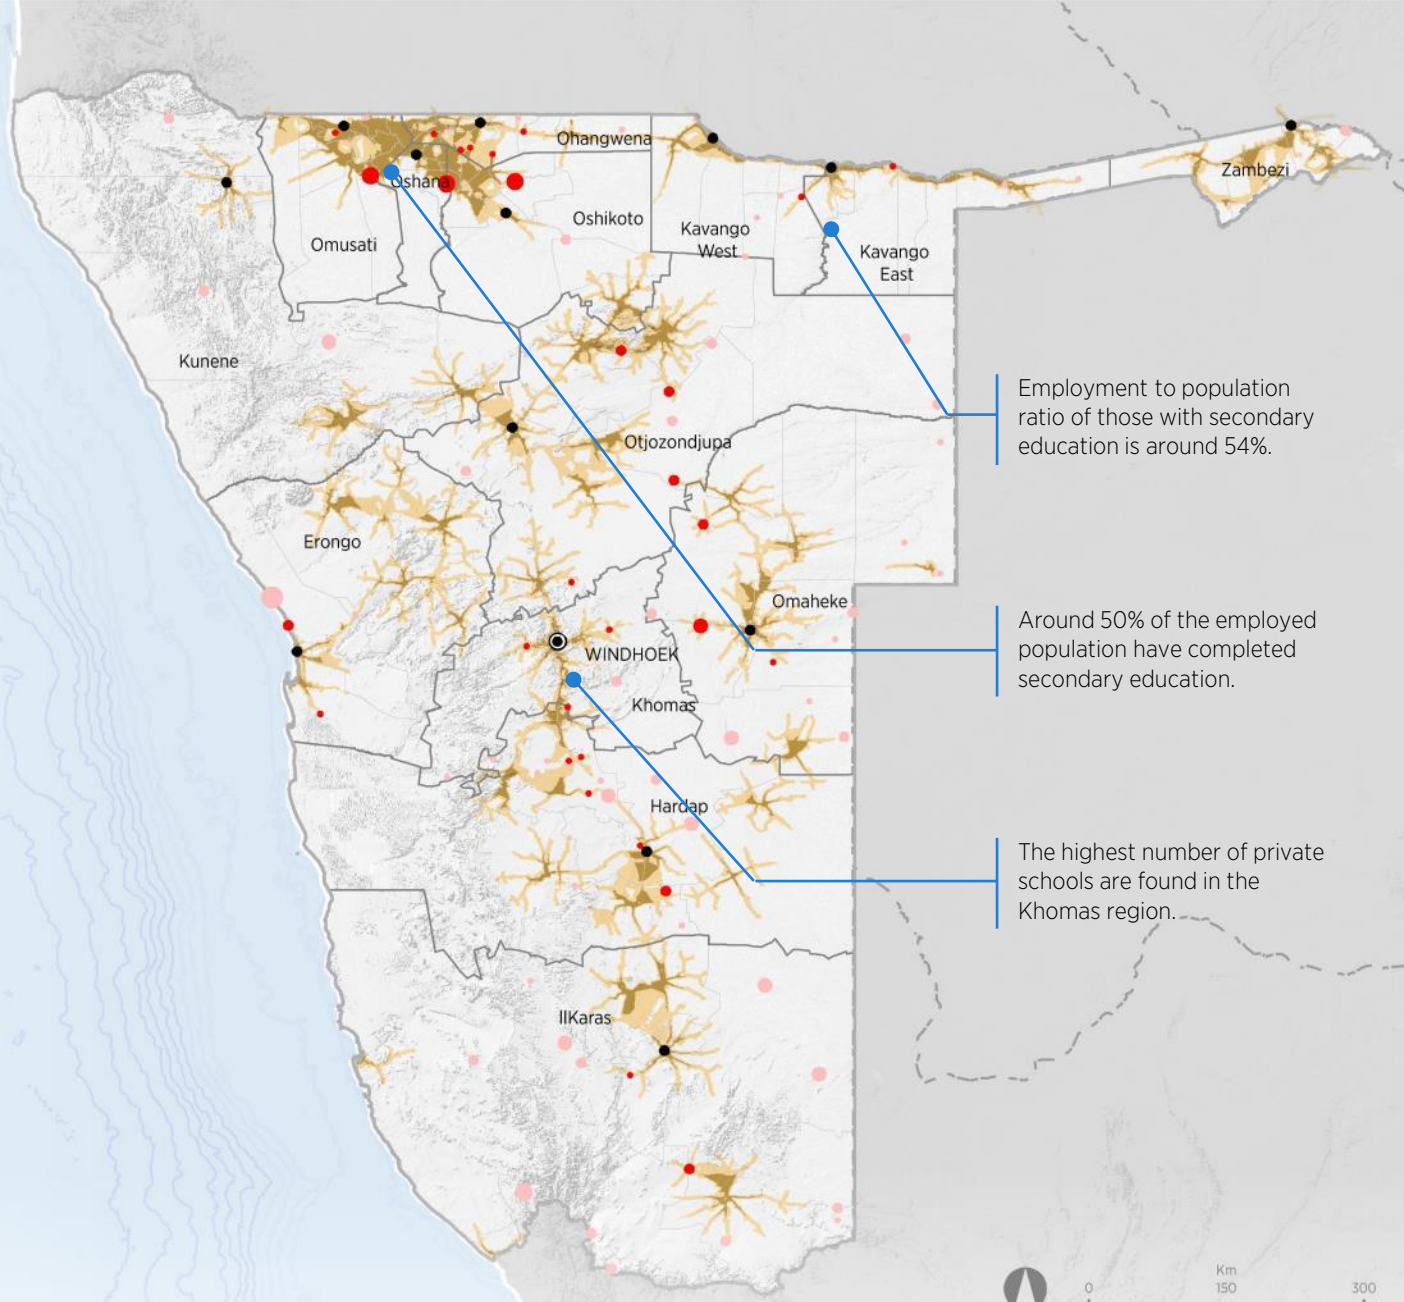 Ohangwena
Oshana
Zambezi
Oshikoto
Omusati
Kavango
West
Kavango
East
Kunene
Employment to population
ratio of those with secondary
education is around 54%.
Otjozondjupa
Erongo
Omaheke
Around 50% of the employed
population have completed
secondary education.
WINDHOEK
Khomas
Hardap
The highest number of private
schools are found in the
Khomas region.
IlKaras
Km
0 150 300